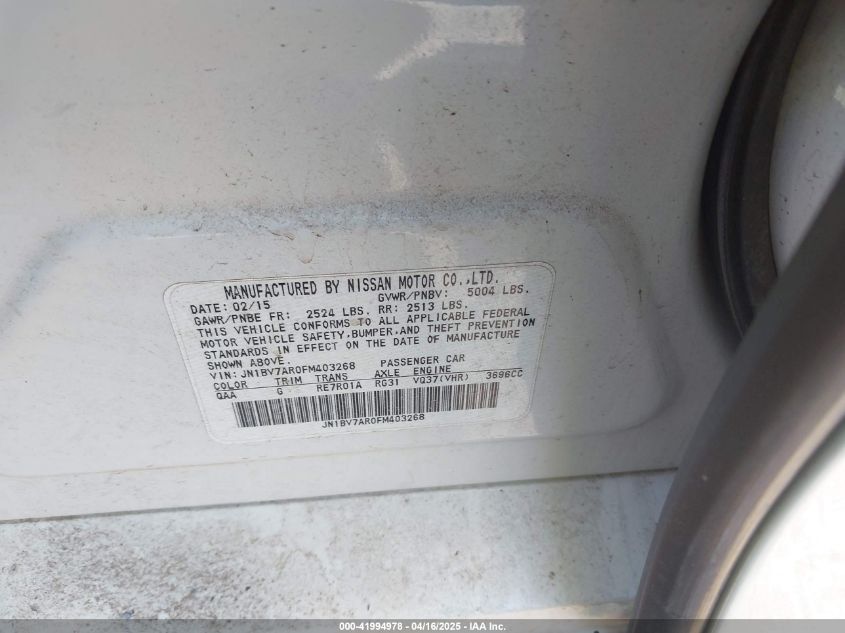 MANUFACTURED BY NISSAN MOTOR CO.,LTD.
DATE: 02/15 GVWR/PNBV: 5004 LBS.
GAWR/PNBE FR: 2524 LBS. RR: 2513 LBS.
THIS VEHICLE CONFORMS TO ALL APPLICABLE FEDERAL
MOTOR VEHICLE SAFETY,BUMPER,AND THEFT PREVENTION
STANDARDS IN EFFECT ON THE DATE OF MANUFACTURE
SHOWN ABOVE.
VIN: JN1BV7AR0FM403268 PASSENGER CAR
COLOR TRIM TRANS AXLE ENGINE
QAA G RE7R01A RG31 VQ37(VHR) 3696CC
JN1BV7AR0FM403268
000-41994978 - 04/16/2025 - © IAA Inc.